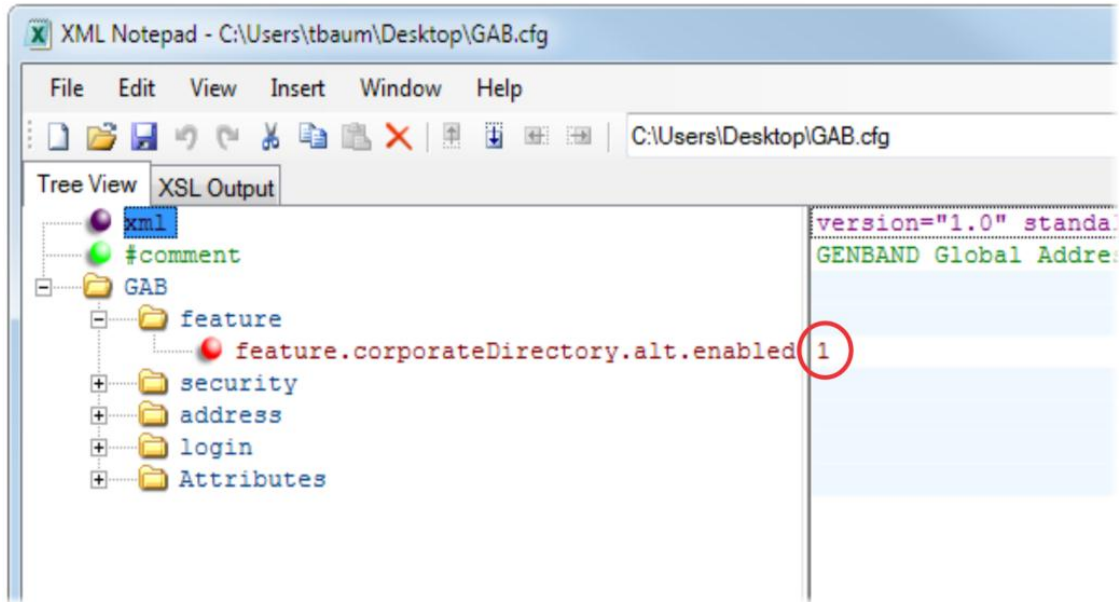 XML Notepad - C:\Users\tbaum\Desktop\GAB.cfg
File Edit View Insert Window Help
C:\Users\Desktop\GAB.cfg
Tree View XSL Output
xml version="1.0"
#comment GENBAND Global
GAB
feature
feature.corporateDirectory.alt.enabled 1
security
address
login
Attributes